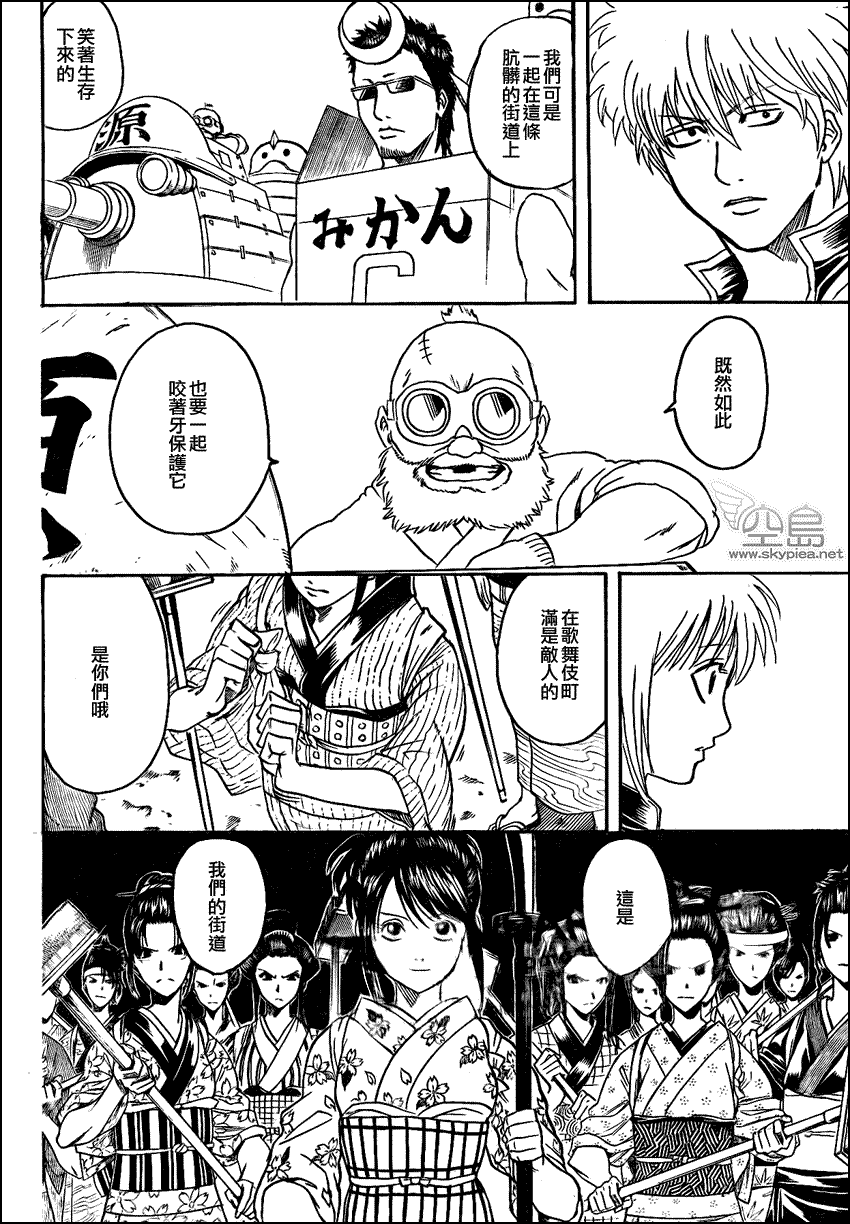 我們可是
一起在這條
骯髒的街道上
笑著生存
下來的
源
みかん
C
既然如此
也要一起
咬著牙保護它
空島
www.skypiea.net
在歌舞伎町
滿是敵人的
是你們哦
這是
我們的街道